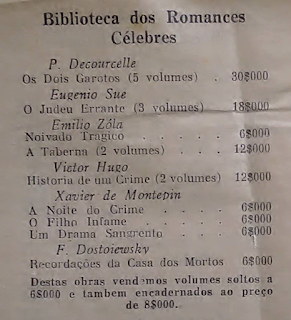 Biblioteca dos Romances
Célebres
P. Decourcelle
Os Dois Garotos (5 volumes) . 30$000
Eugenio Sue
O Judeu Errante (3 volumes) 18$000
Emílio Zóla
Noivado Trágico . . . . . 6$000
A Taberna (2 volumes) . . . 12$000
Victor Hugo
Historia de um Crime (2 volumes) 12$000
Xavier de Montepin
A Noite do Crime . . . . 6$000
O Filho Infame . . . . 6$000
Um Drama Sangrento . . . 6$000
F. Dostoiewsky
Recordações da Casa dos Mortos 6$000
Destas obras vendemos volumes soltos a
6$000 e tambem encadernados ao preço
de 8$000.